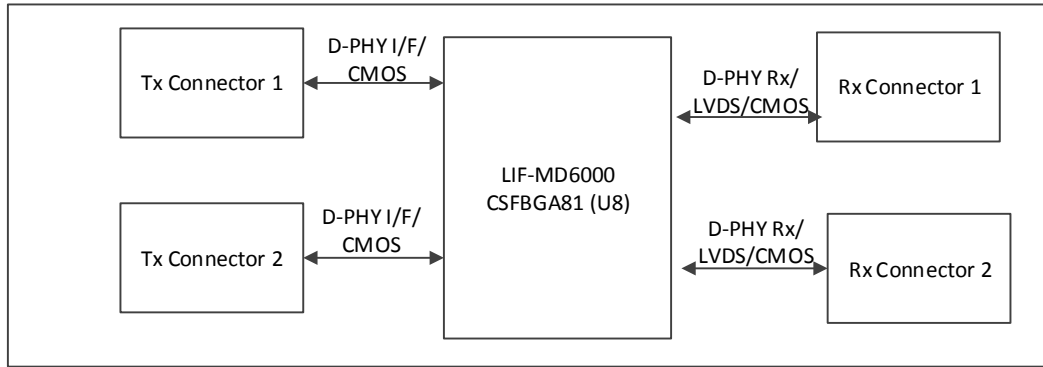 D-PHY I/F/
CMOS
Tx Connector 1
D-PHY Rx/
LVDS/CMOS
Rx Connector 1
LIF-MD6000
CSFBGA81 (U8)
D-PHY I/F/
CMOS
Tx Connector 2
D-PHY Rx/
LVDS/CMOS
Rx Connector 2